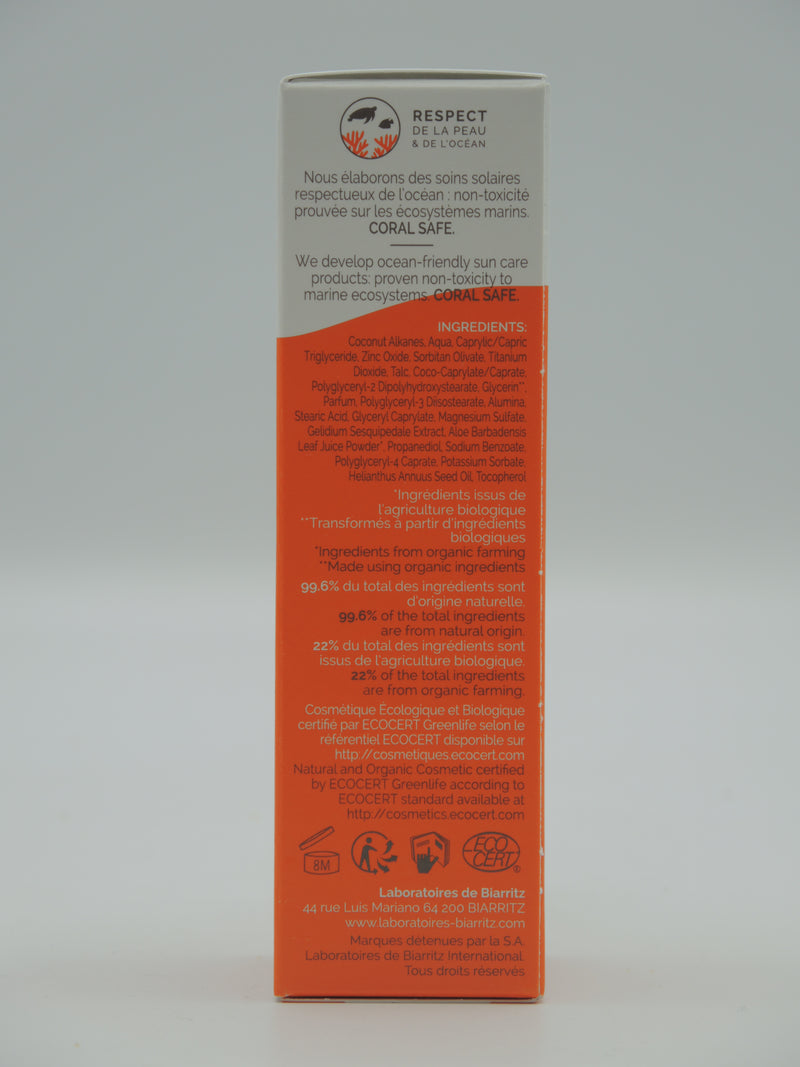 RESPECT
DE LA PEAU
& DE L'OCÉAN
Nous élaborons des soins solaires
respectueux de l'océan : non-toxicité
prouvée sur les écosystèmes marins.
CORAL SAFE.
We develop ocean-friendly sun care
products: proven non-toxicity to
marine ecosystems. CORAL SAFE.
INGREDIENTS:
Coconut Alkanes, Aqua, Caprylic/Capric
Triglyceride, Zinc Oxide, Sorbitan Olivate, Titanium
Dioxide, Talc, Coco-Caprylate/Caprate,
Polyglyceryl-2 Dipolyhydroxystearate, Glycerin**,
Parfum, Polyglyceryl-3 Diisostearate, Alumina,
Stearic Acid, Glyceryl Caprylate, Magnesium Sulfate,
Gelidium Sesquipedale Extract, Aloe Barbadensis
Leaf Juice Powder*, Propanediol, Sodium Benzoate,
Polyglyceryl-4 Caprate, Potassium Sorbate,
Helianthus Annuus Seed Oil, Tocopherol
*Ingrédients issus de
l'agriculture biologique
**Transformés à partir d'ingrédients
biologiques
*Ingredients from organic farming
**Made using organic ingredients
99.6% du total des ingrédients sont
d'origine naturelle.
99.6% of the total ingredients
are from natural origin.
22% du total des ingrédients sont
issus de l'agriculture biologique.
22% of the total ingredients
are from organic farming.
Cosmétique Écologique et Biologique
certifié par ECOCERT Greenlife selon le
référentiel ECOCERT disponible sur
http://cosmetiques.ecocert.com
Natural and Organic Cosmetic certified
by ECOCERT Greenlife according to
ECOCERT standard available at
http://cosmetics.ecocert.com
8M
ECO
CERT®
Laboratoires de Biarritz
44 rue Luis Mariano 64 200 BIARRITZ
www.laboratoires-biarritz.com
Marques détenues par la S.A.
Laboratoires de Biarritz International.
Tous droits réservés